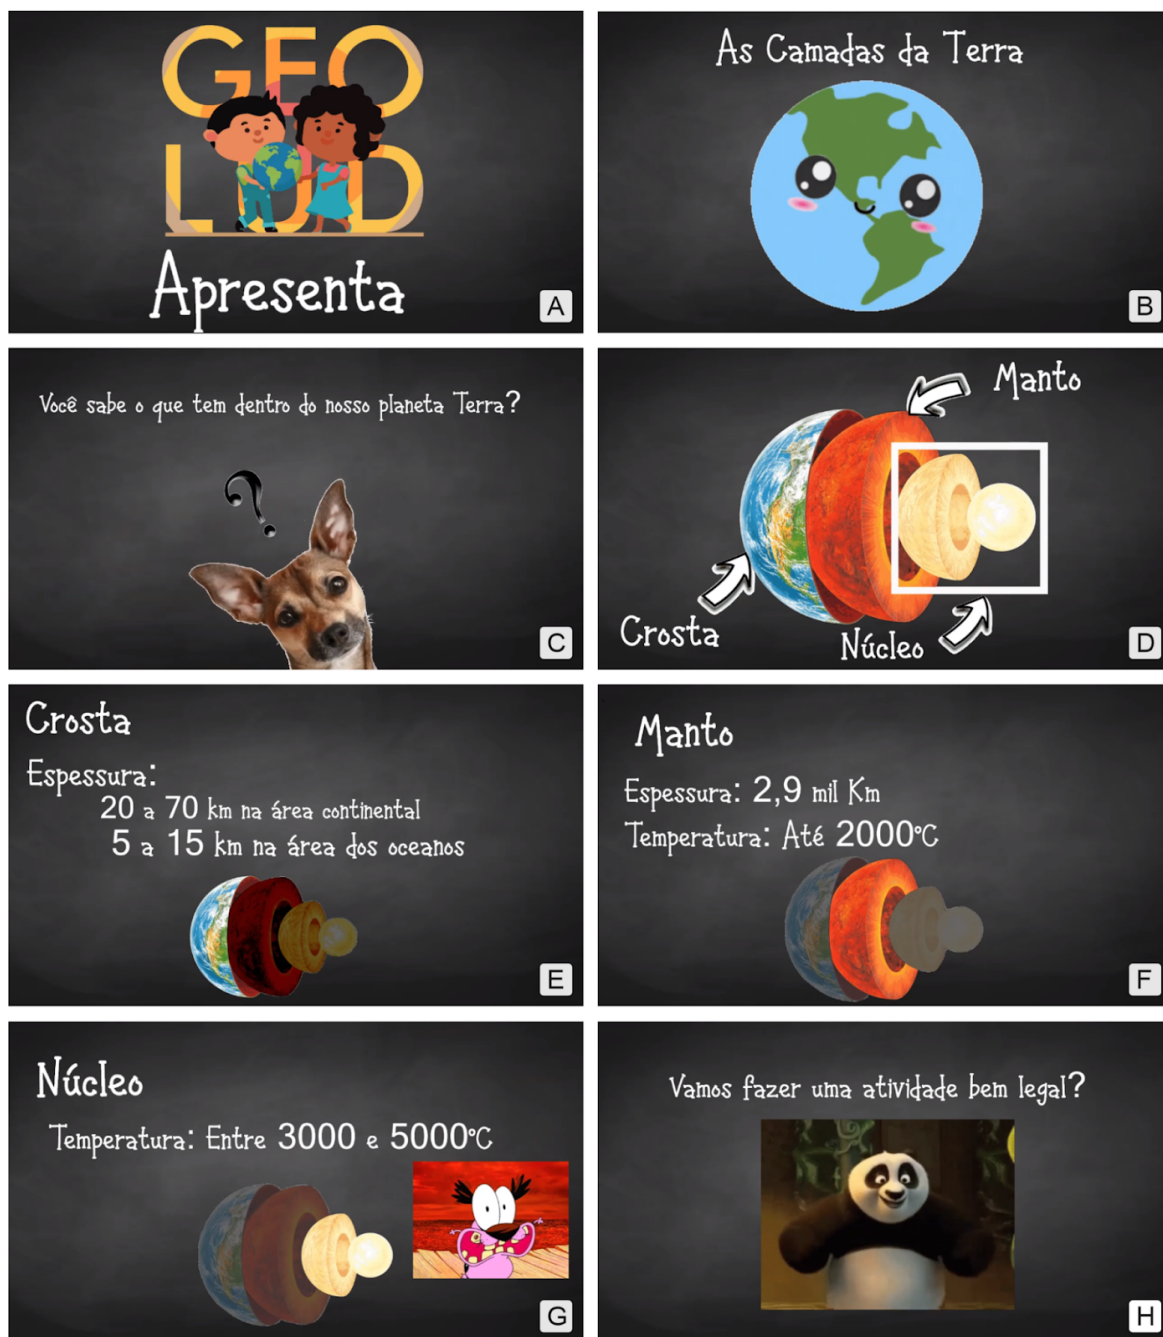 GEO
LUD
Apresenta
A
As Camadas da Terra
B
Você sabe o que tem dentro do nosso planeta Terra?
?
C
Manto
Crosta
Núcleo
D
Crosta
Espessura:
20 a 70 km na área continental
5 a 15 km na área dos oceanos
E
Manto
Espessura: 2,9 mil Km
Temperatura: Até 2000ºC
F
Núcleo
Temperatura: Entre 3000 e 5000ºC
G
Vamos fazer uma atividade bem legal?
H